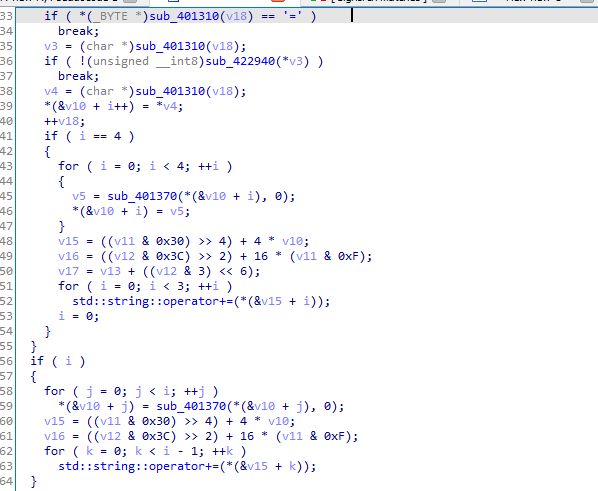 33 if ( *(_BYTE *)sub_401310(v18) == '=' )
34 break;
35 v3 = (char *)sub_401310(v18);
36 if ( !(unsigned __int8)sub_422940(*v3) )
37 break;
38 v4 = (char *)sub_401310(v18);
39 *(&v10 + i++) = *v4;
40 ++v18;
41 if ( i == 4 )
42 {
43 for ( i = 0; i < 4; ++i )
44 {
45 v5 = sub_401370(*(&v10 + i), 0);
46 *(&v10 + i) = v5;
47 }
48 v15 = ((v11 & 0x30) >> 4) + 4 * v10;
49 v16 = ((v12 & 0x3C) >> 2) + 16 * (v11 & 0xF);
50 v17 = v13 + ((v12 & 3) << 6);
51 for ( i = 0; i < 3; ++i )
52 std::string::operator+=(*(&v15 + i));
53 i = 0;
54 }
55 }
56 if ( i )
57 {
58 for ( j = 0; j < i; ++j )
59 *(&v10 + j) = sub_401370(*(&v10 + j), 0);
60 v15 = ((v11 & 0x30) >> 4) + 4 * v10;
61 v16 = ((v12 & 0x3C) >> 2) + 16 * (v11 & 0xF);
62 for ( k = 0; k < i - 1; ++k )
63 std::string::operator+=(*(&v15 + k));
64 }